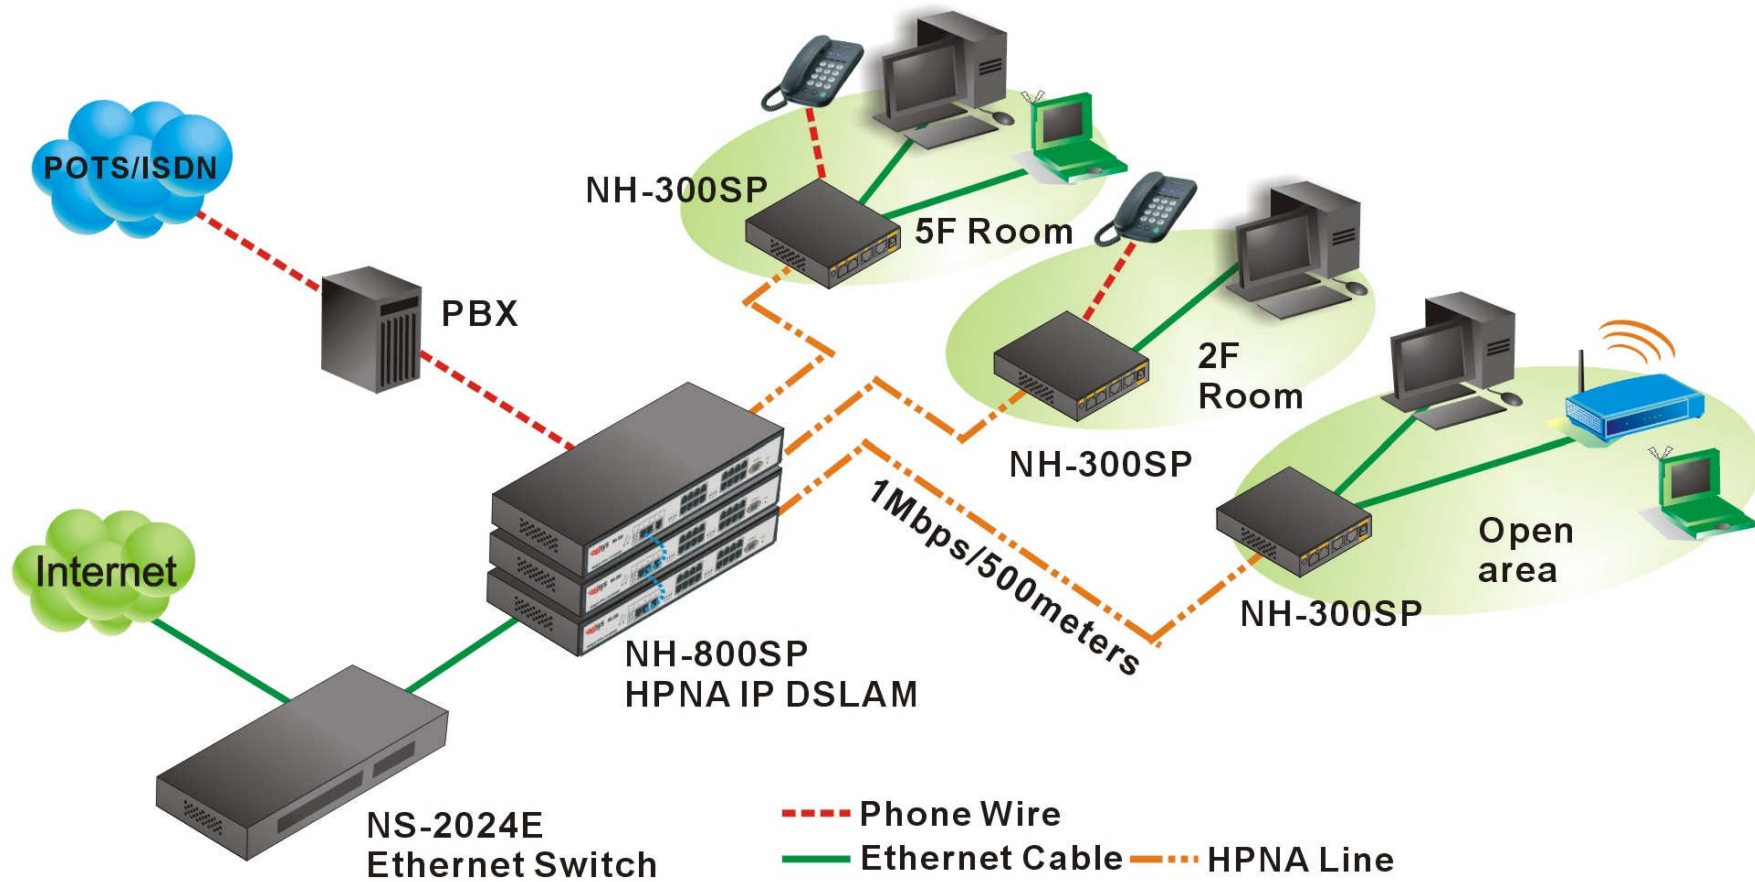 POTS/ISDN
PBX
NH-300SP
5F Room
2F
Room
NH-300SP
1Mbps/500meters
Open
area
NH-300SP
Internet
NH-800SP
HPNA IP DSLAM
NS-2024E
Ethernet Switch
Phone Wire
Ethernet Cable
HPNA Line